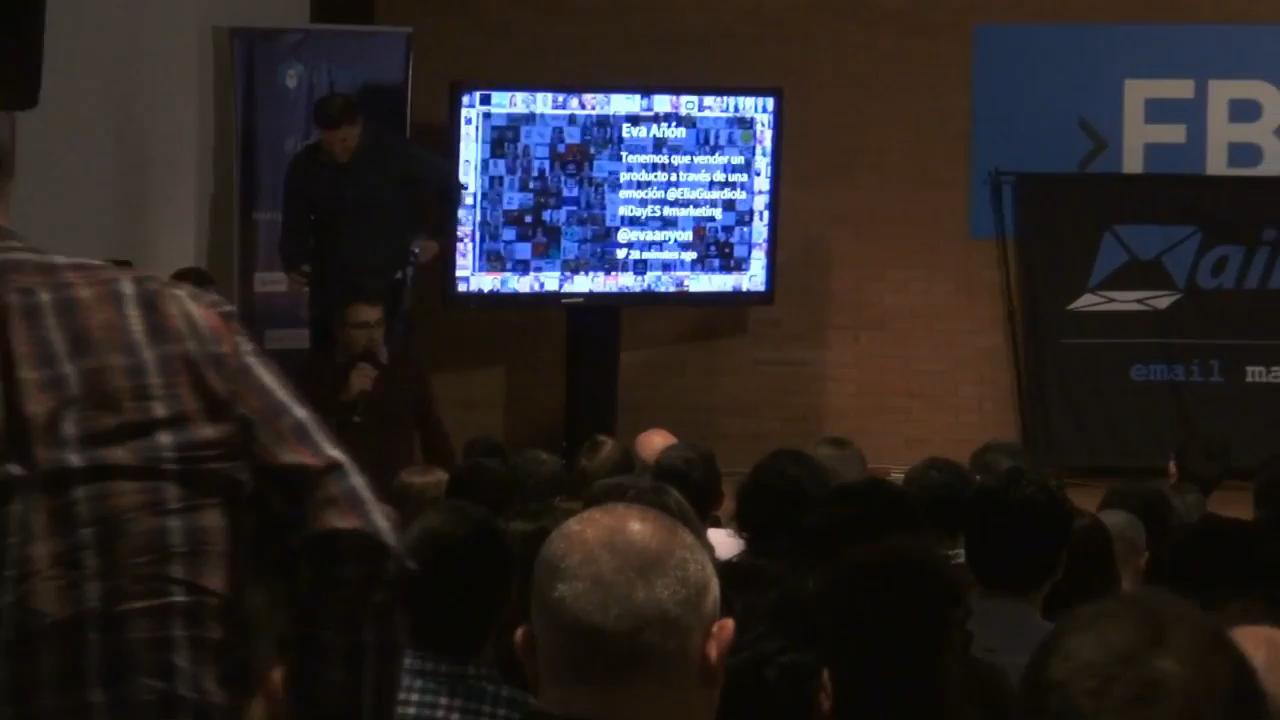 Eva Añón
Tenemos que vender un
producto a través de una
emoción @EliaGuardiola
#iDayES #marketing
@evaanyon
28 minutes ago
EB
email ma